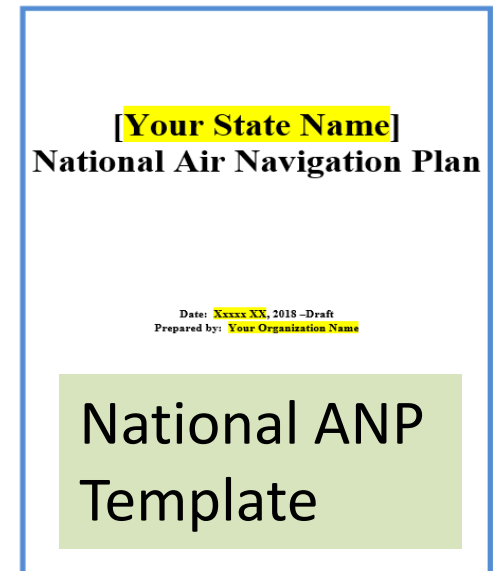 [Your State Name]
National Air Navigation Plan
Date: Xxxxx XX, 2018 –Draft
Prepared by: Your Organization Name
National ANP
Template